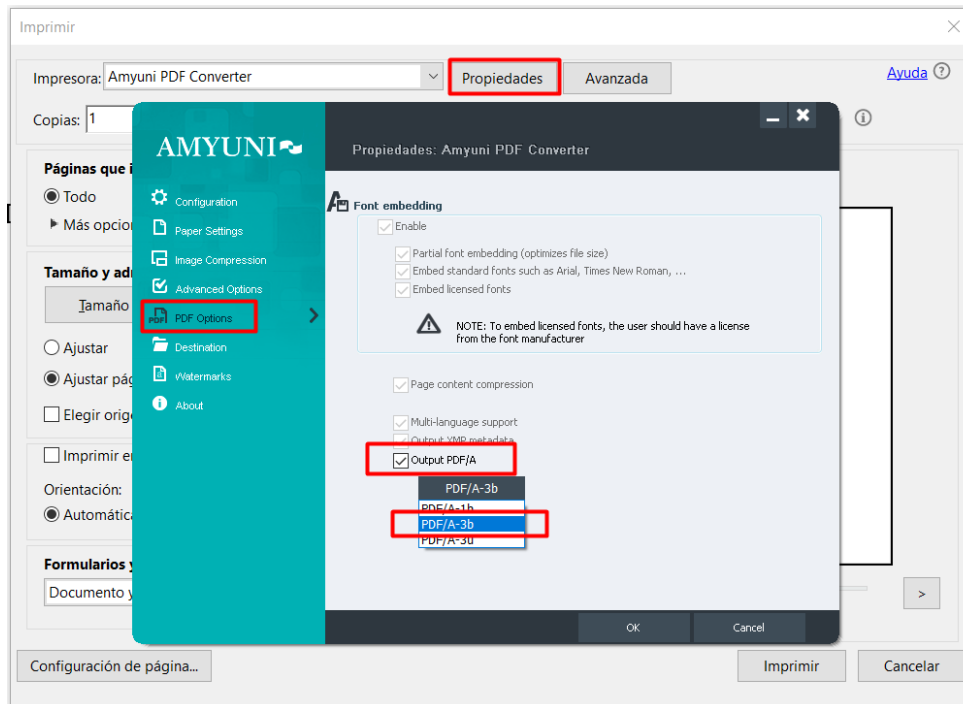 Imprimir
Impresora: Amyuni PDF Converter Propiedades Avanzada Ayuda
Copias: 1
Páginas que i
Todo
Más opcio
Tamaño y ad
Tamaño
Ajustar
Ajustar pág
Elegir orige
Imprimir e
Orientación:
Automátic
Formularios y
Documento y
>
Configuración de página... Imprimir Cancelar
AMYUNI
Propiedades: Amyuni PDF Converter
Configuration
Paper Settings
Image Compression
Advanced Options
PDF PDF Options
Destination
Watermarks
About
Font embedding
Enable
Partial font embedding (optimizes file size)
Embed standard fonts such as Arial, Times New Roman, ...
Embed licensed fonts
NOTE: To embed licensed fonts, the user should have a license
from the font manufacturer
Page content compression
Multi-language support
Output XMP metadata
Output PDF/A
PDF/A-3b
PDF/A-1b
PDF/A-3b
PDF/A-3u
OK Cancel